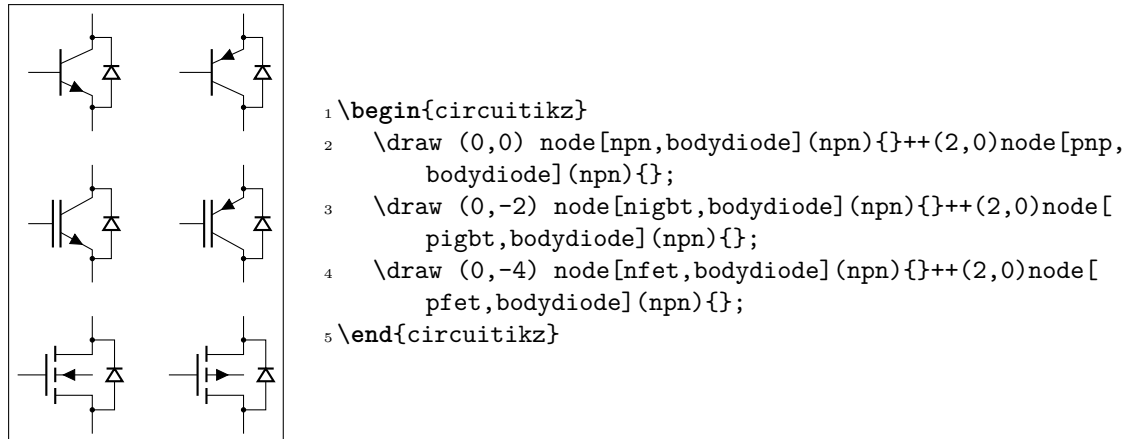 1 \begin{circuitikz}
2 \draw (0,0) node[npn,bodydiode](npn){}++(2,0)node[pnp,
bodydiode](npn){};
3 \draw (0,-2) node[nigbt,bodydiode](npn){}++(2,0)node[
pigbt,bodydiode](npn){};
4 \draw (0,-4) node[nfet,bodydiode](npn){}++(2,0)node[
pfet,bodydiode](npn){};
5 \end{circuitikz}